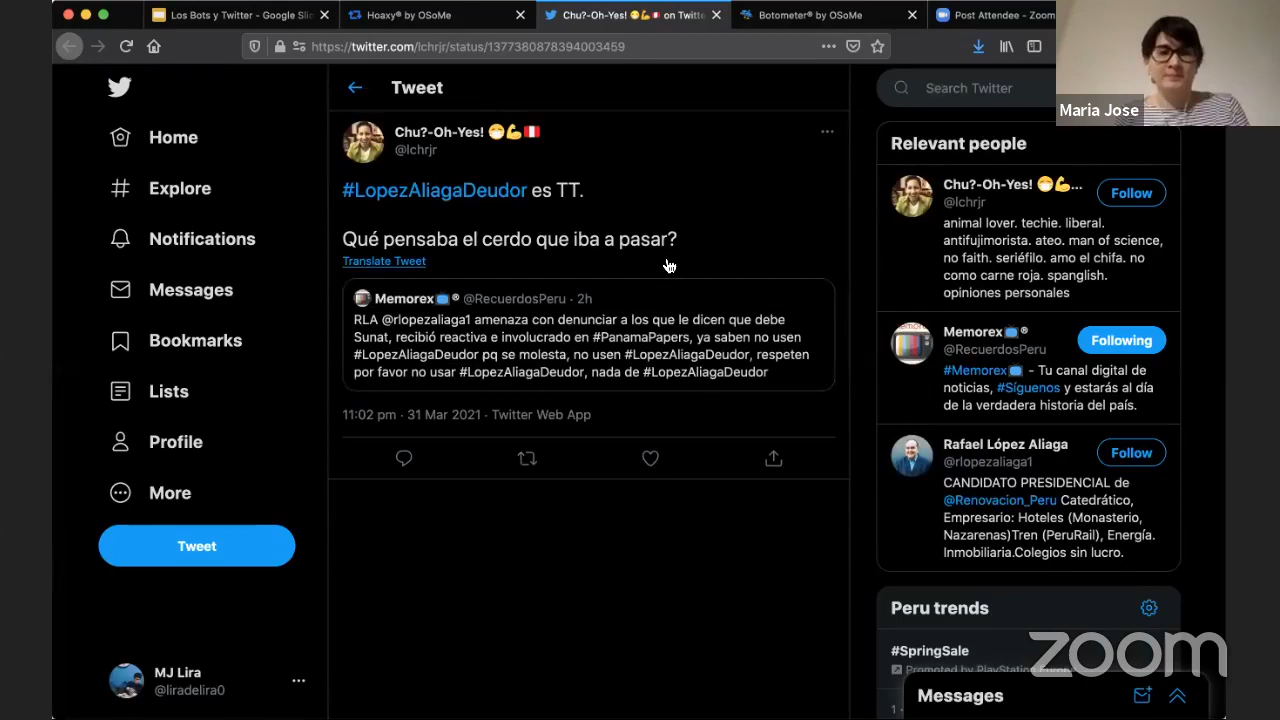 Los Bots y Twitter - Google Sli
Hoaxy® by OSoMe
Chu?-Oh-Yes! 😷💪🇵🇪 on Twitte
Botometer® by OSoMe
Post Attendee - Zoom
https://twitter.com/lchrjr/status/1377380878394003459
Maria Jose
Home
Explore
Notifications
Messages
Bookmarks
Lists
Profile
More
Tweet
MJ Lira
@liradelira0
Tweet
Chu?-Oh-Yes! 😷💪🇵🇪
@lchrjr
#LopezAliagaDeudor es TT.
Qué pensaba el cerdo que iba a pasar?
Translate Tweet
Memorex📺® @RecuerdosPeru · 2h
RLA @rlopezaliaga1 amenaza con denunciar a los que le dicen que debe
Sunat, recibió reactiva e involucrado en #PanamaPapers, ya saben no usen
#LopezAliagaDeudor pq se molesta, no usen #LopezAliagaDeudor, respeten
por favor no usar #LopezAliagaDeudor, nada de #LopezAliagaDeudor
11:02 pm · 31 Mar 2021 · Twitter Web App
Search Twitter
Relevant people
Chu?-Oh-Yes! 😷💪...
@lchrjr
Follow
animal lover. techie. liberal.
antifujimorista. ateo. man of science,
no faith. seriéfilo. amo el chifa. no
como carne roja. spanglish.
opiniones personales
Memorex📺®
@RecuerdosPeru
Following
#Memorex📺 - Tu canal digital de
noticias, #Síguenos y estarás al día
de la verdadera historia del país.
Rafael López Aliaga
@rlopezaliaga1
Follow
CANDIDATO PRESIDENCIAL de
@Renovacion_Peru Catedrático,
Empresario: Hoteles (Monasterio,
Nazarenas)Tren (PeruRail), Energía.
Inmobiliaria.Colegios sin lucro.
Peru trends
#SpringSale
Promoted by PlayStation Europe
zoom
Messages